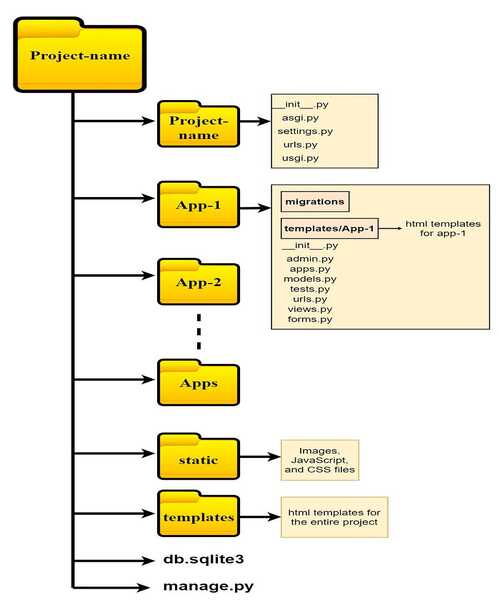 Project-name
Project-
name
__init__.py
asgi.py
settings.py
urls.py
usgi.py
App-1
migrations
templates/App-1
html templates
for app-1
__init__.py
admin.py
apps.py
models.py
tests.py
urls.py
views.py
forms.py
App-2
Apps
static
Images,
JavaScript,
and CSS files
templates
html templates for
the entire project
db.sqlite3
manage.py